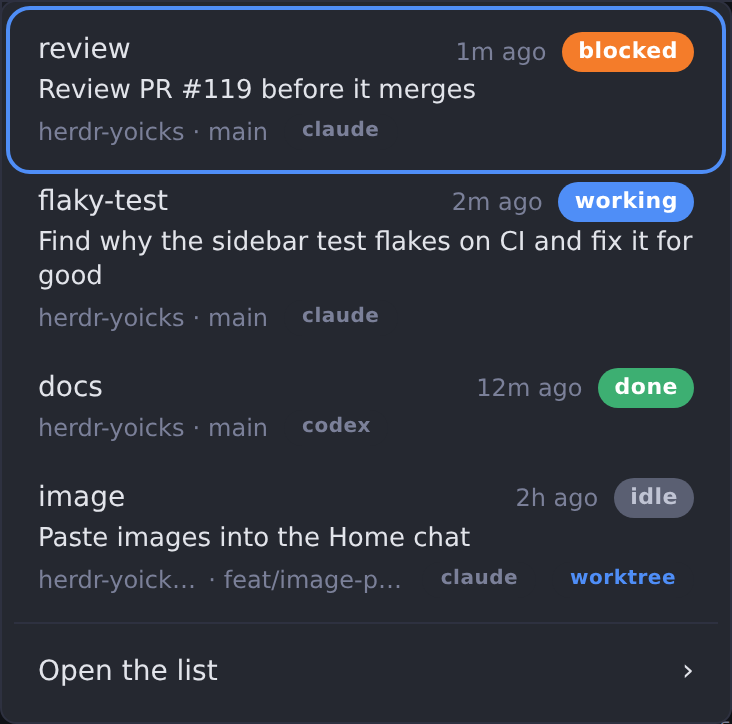 review 1m ago blocked
Review PR #119 before it merges
herdr-yoicks · main claude
flaky-test 2m ago working
Find why the sidebar test flakes on CI and fix it for
good
herdr-yoicks · main claude
docs 12m ago done
herdr-yoicks · main codex
image 2h ago idle
Paste images into the Home chat
herdr-yoick… · feat/image-p… claude worktree
Open the list ›